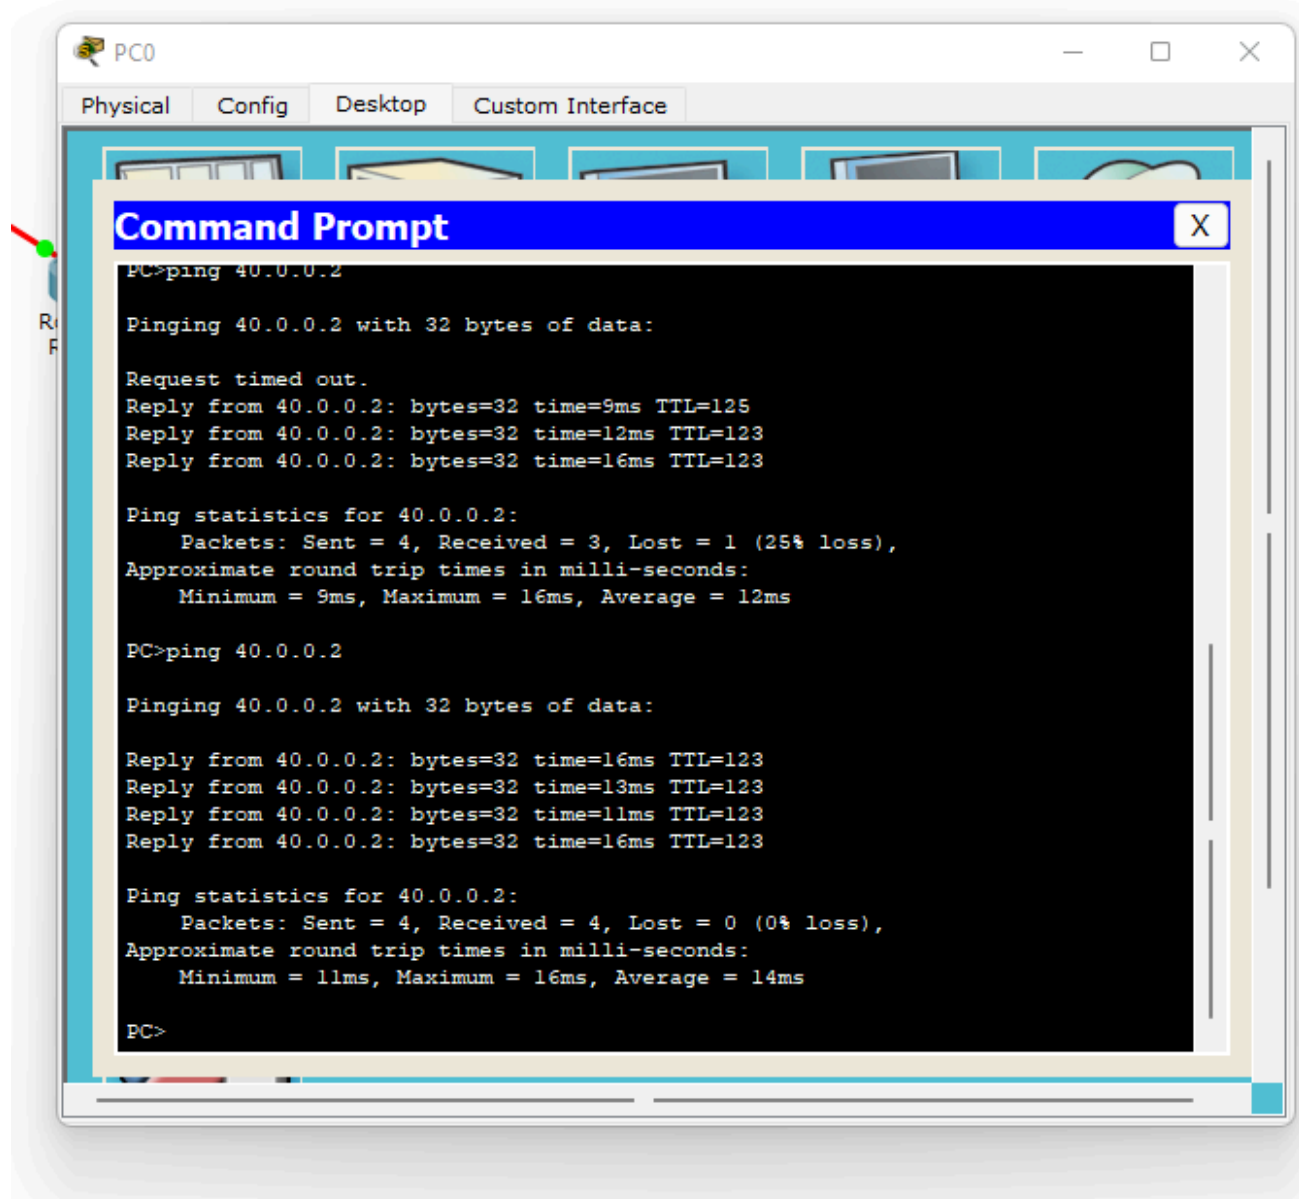 PC0
Physical Config Desktop Custom Interface
Command Prompt X
PC>ping 40.0.0.2
Pinging 40.0.0.2 with 32 bytes of data:
Request timed out.
Reply from 40.0.0.2: bytes=32 time=9ms TTL=125
Reply from 40.0.0.2: bytes=32 time=12ms TTL=123
Reply from 40.0.0.2: bytes=32 time=16ms TTL=123
Ping statistics for 40.0.0.2:
Packets: Sent = 4, Received = 3, Lost = 1 (25% loss),
Approximate round trip times in milli-seconds:
Minimum = 9ms, Maximum = 16ms, Average = 12ms
PC>ping 40.0.0.2
Pinging 40.0.0.2 with 32 bytes of data:
Reply from 40.0.0.2: bytes=32 time=16ms TTL=123
Reply from 40.0.0.2: bytes=32 time=13ms TTL=123
Reply from 40.0.0.2: bytes=32 time=11ms TTL=123
Reply from 40.0.0.2: bytes=32 time=16ms TTL=123
Ping statistics for 40.0.0.2:
Packets: Sent = 4, Received = 4, Lost = 0 (0% loss),
Approximate round trip times in milli-seconds:
Minimum = 11ms, Maximum = 16ms, Average = 14ms
PC>